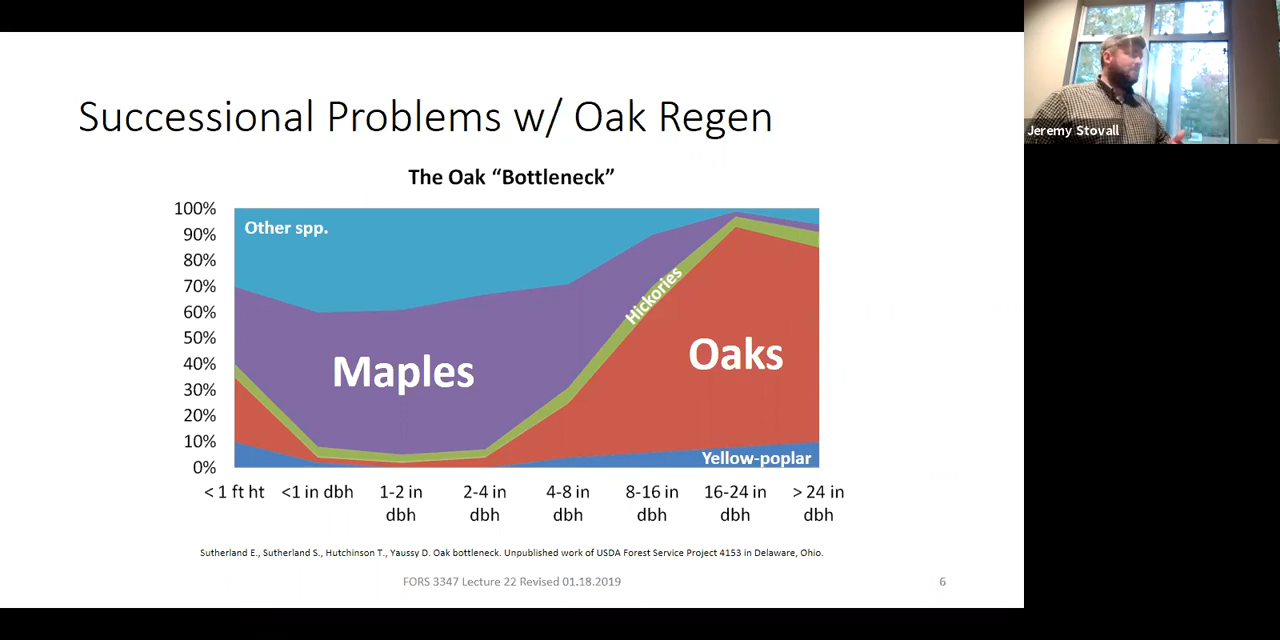 Successional Problems w/ Oak Regen
The Oak “Bottleneck”
100%
90%
80%
70%
60%
50%
40%
30%
20%
10%
0%
Other spp.
Maples
Hickories
Oaks
Yellow-poplar
< 1 ft ht
<1 in dbh
1-2 in
dbh
2-4 in
dbh
4-8 in
dbh
8-16 in
dbh
16-24 in
dbh
> 24 in
dbh
Sutherland E., Sutherland S., Hutchinson T., Yaussy D. Oak bottleneck. Unpublished work of USDA Forest Service Project 4153 in Delaware, Ohio.
FORS 3347 Lecture 22 Revised 01.18.2019
6
Jeremy Stovall